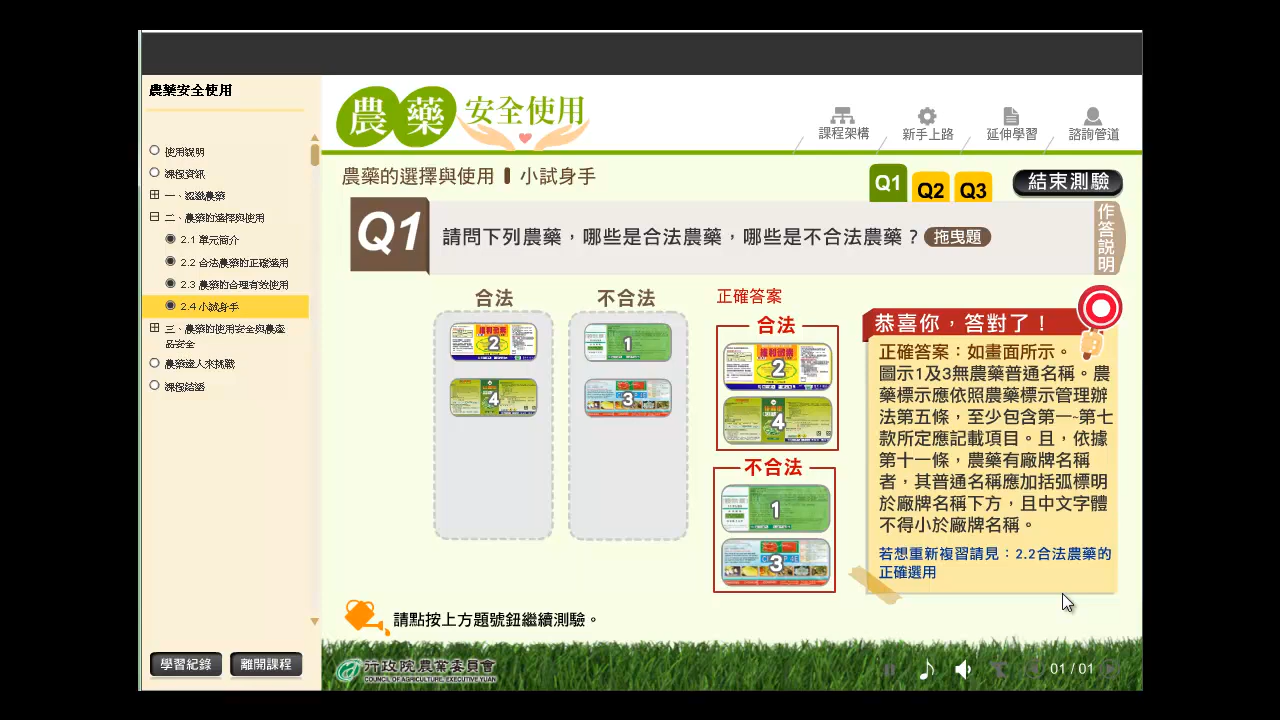 農藥安全使用
使用說明
課程資訊
一、認識農藥
二、農藥的選擇與使用
2.1 單元簡介
2.2 合法農藥的正確選用
2.3 農藥的合理有效使用
2.4 小試身手
三、農藥的使用安全與農產
品安全
農藥達人來挑戰
課程結語
學習紀錄
離開課程
農藥 安全使用
課程架構
新手上路
延伸學習
諮詢管道
農藥的選擇與使用 小試身手
Q1
Q2
Q3
結束測驗
Q1
請問下列農藥，哪些是合法農藥，哪些是不合法農藥？ 拖曳題
作答說明
合法
不合法
2
4
1
3
正確答案
合法
2
4
不合法
1
3
恭喜你，答對了！
正確答案：如畫面所示。
圖示1及3無農藥普通名稱。農
藥標示應依照農藥標示管理辦
法第五條，至少包含第一~第七
款所定應記載項目。且，依據
第十一條，農藥有廠牌名稱
者，其普通名稱應加括弧標明
於廠牌名稱下方，且中文字體
不得小於廠牌名稱。
若想重新複習請見：2.2合法農藥的
正確選用
請點按上方題號鈕繼續測驗。
行政院農業委員會
COUNCIL OF AGRICULTURE, EXECUTIVE YUAN
01 / 01